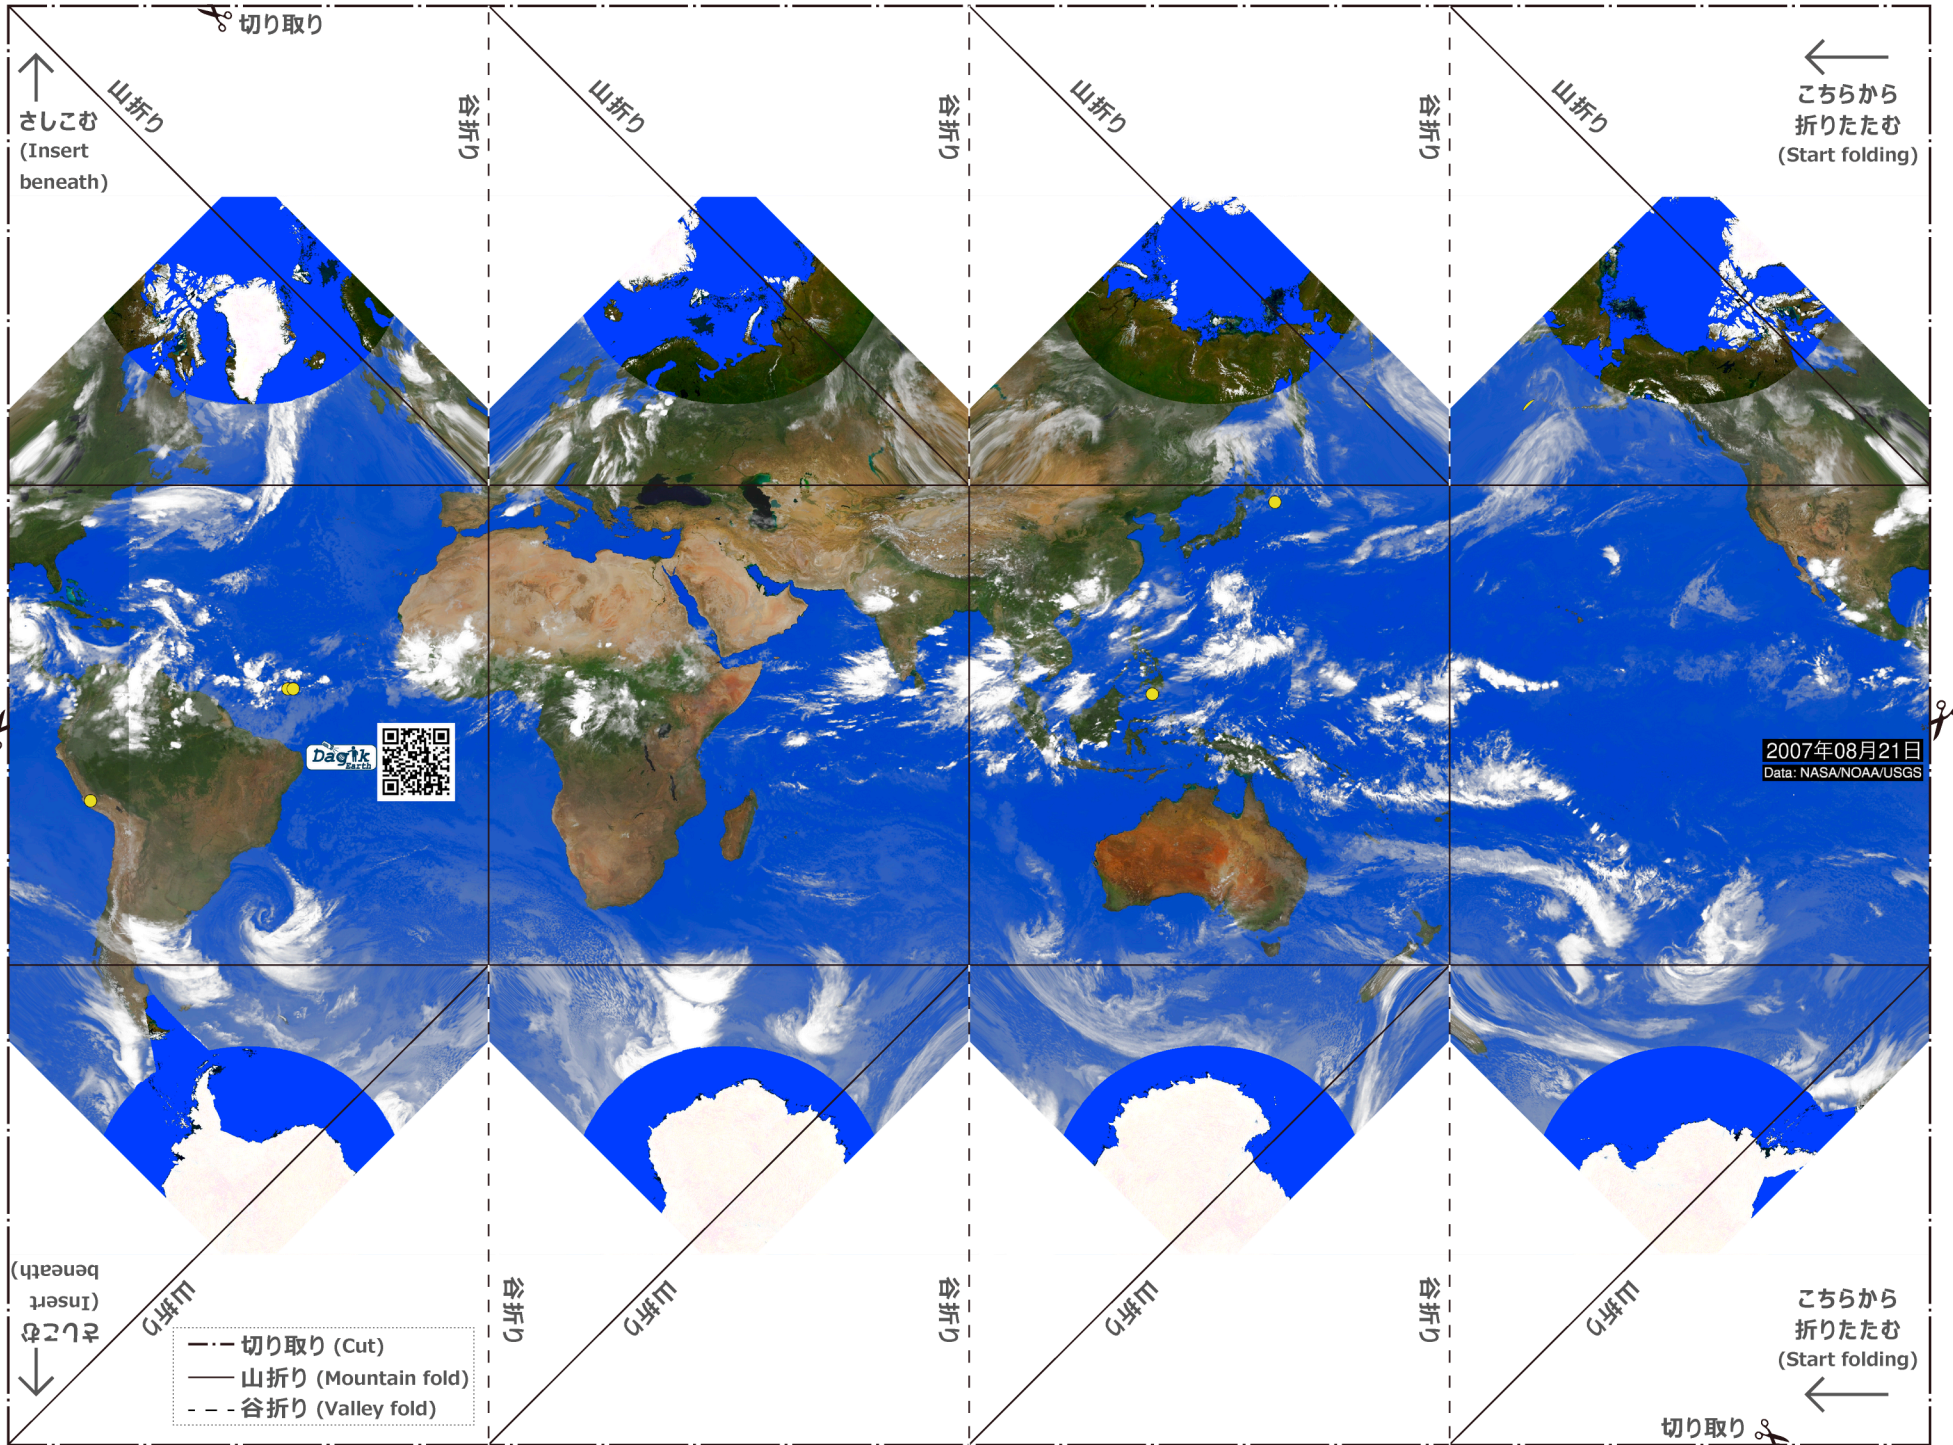 切り取り
さしこむ
(Insert
beneath)
山折り
谷折り
山折り
谷折り
山折り
谷折り
山折り
こちらから
折りたたむ
(Start folding)
Dagik
Earth
2007年08月21日
Data: NASA/NOAA/USGS
さしこむ
(Insert
beneath)
山折り
谷折り
山折り
谷折り
山折り
谷折り
山折り
こちらから
折りたたむ
(Start folding)
切り取り (Cut)
山折り (Mountain fold)
谷折り (Valley fold)
切り取り